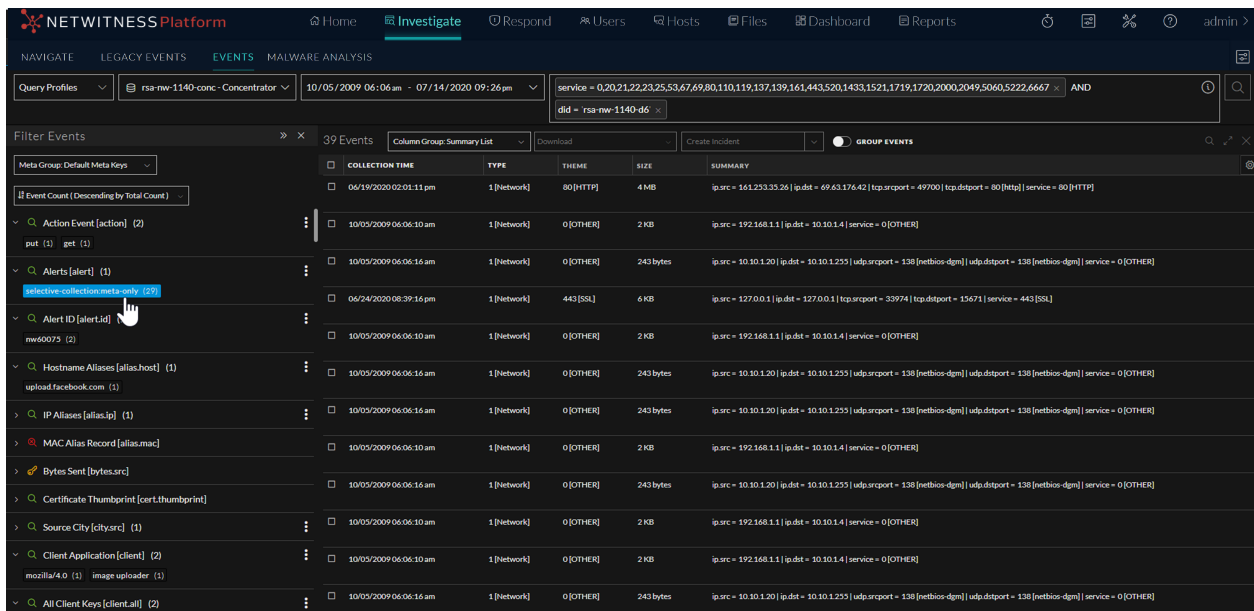 NETWITNESS Platform Home Investigate Respond Users Hosts Files Dashboard Reports admin >
NAVIGATE LEGACY EVENTS EVENTS MALWARE ANALYSIS
Query Profiles rsa-nw-1140-conc - Concentrator 10/05/2009 06:06 am - 07/14/2020 09:26 pm service = 0,20,21,22,23,25,53,67,69,80,110,119,137,139,161,443,520,1433,1521,1719,1720,2000,2049,5060,5222,6667 × AND
did = 'rsa-nw-1140-d6' ×
Filter Events » ×
Meta Group: Default Meta Keys
Event Count ( Descending by Total Count )
Action Event [action] (2)
put (1) get (1)
Alerts [alert] (1)
selective-collection:meta-only (29)
Alert ID [alert.id]
nw60075 (2)
Hostname Aliases [alias.host] (1)
upload.facebook.com (1)
IP Aliases [alias.ip] (1)
MAC Alias Record [alias.mac]
Bytes Sent [bytes.src]
Certificate Thumbprint [cert.thumbprint]
Source City [city.src] (1)
Client Application [client] (2)
mozilla/4.0 (1) image uploader (1)
All Client Keys [client.all] (2)
39 Events Column Group: Summary List Download Create Incident GROUP EVENTS
COLLECTION TIME TYPE THEME SIZE SUMMARY
06/19/2020 02:01:11 pm 1 [Network] 80 [HTTP] 4 MB ip.src = 161.253.35.26 | ip.dst = 69.63.176.42 | tcp.srcport = 49700 | tcp.dstport = 80 [http] | service = 80 [HTTP]
10/05/2009 06:06:10 am 1 [Network] 0 [OTHER] 2 KB ip.src = 192.168.1.1 | ip.dst = 10.10.1.4 | service = 0 [OTHER]
10/05/2009 06:06:16 am 1 [Network] 0 [OTHER] 243 bytes ip.src = 10.10.1.20 | ip.dst = 10.10.1.255 | udp.srcport = 138 [netbios-dgm] | udp.dstport = 138 [netbios-dgm] | service = 0 [OTHER]
06/24/2020 08:39:16 pm 1 [Network] 443 [SSL] 6 KB ip.src = 127.0.0.1 | ip.dst = 127.0.0.1 | tcp.srcport = 33974 | tcp.dstport = 15671 | service = 443 [SSL]
10/05/2009 06:06:10 am 1 [Network] 0 [OTHER] 2 KB ip.src = 192.168.1.1 | ip.dst = 10.10.1.4 | service = 0 [OTHER]
10/05/2009 06:06:16 am 1 [Network] 0 [OTHER] 243 bytes ip.src = 10.10.1.20 | ip.dst = 10.10.1.255 | udp.srcport = 138 [netbios-dgm] | udp.dstport = 138 [netbios-dgm] | service = 0 [OTHER]
10/05/2009 06:06:16 am 1 [Network] 0 [OTHER] 243 bytes ip.src = 10.10.1.20 | ip.dst = 10.10.1.255 | udp.srcport = 138 [netbios-dgm] | udp.dstport = 138 [netbios-dgm] | service = 0 [OTHER]
10/05/2009 06:06:10 am 1 [Network] 0 [OTHER] 2 KB ip.src = 192.168.1.1 | ip.dst = 10.10.1.4 | service = 0 [OTHER]
10/05/2009 06:06:16 am 1 [Network] 0 [OTHER] 243 bytes ip.src = 10.10.1.20 | ip.dst = 10.10.1.255 | udp.srcport = 138 [netbios-dgm] | udp.dstport = 138 [netbios-dgm] | service = 0 [OTHER]
10/05/2009 06:06:10 am 1 [Network] 0 [OTHER] 2 KB ip.src = 192.168.1.1 | ip.dst = 10.10.1.4 | service = 0 [OTHER]
10/05/2009 06:06:10 am 1 [Network] 0 [OTHER] 2 KB ip.src = 192.168.1.1 | ip.dst = 10.10.1.4 | service = 0 [OTHER]
10/05/2009 06:06:16 am 1 [Network] 0 [OTHER] 243 bytes ip.src = 10.10.1.20 | ip.dst = 10.10.1.255 | udp.srcport = 138 [netbios-dgm] | udp.dstport = 138 [netbios-dgm] | service = 0 [OTHER]